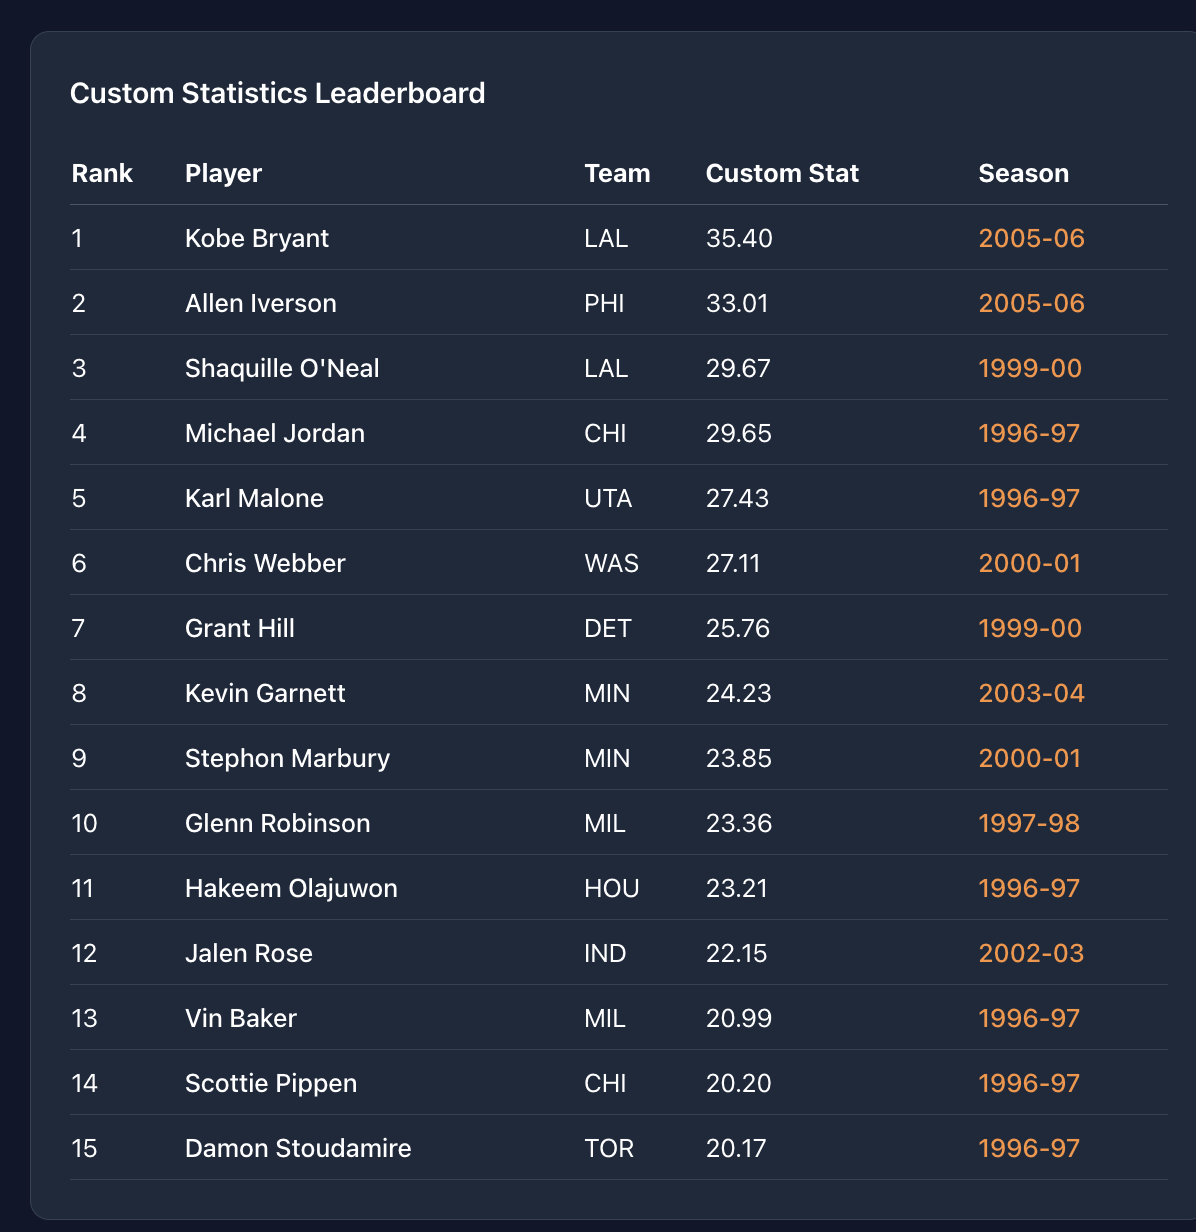 Custom Statistics Leaderboard
Rank Player Team Custom Stat Season
1 Kobe Bryant LAL 35.40 2005-06
2 Allen Iverson PHI 33.01 2005-06
3 Shaquille O'Neal LAL 29.67 1999-00
4 Michael Jordan CHI 29.65 1996-97
5 Karl Malone UTA 27.43 1996-97
6 Chris Webber WAS 27.11 2000-01
7 Grant Hill DET 25.76 1999-00
8 Kevin Garnett MIN 24.23 2003-04
9 Stephon Marbury MIN 23.85 2000-01
10 Glenn Robinson MIL 23.36 1997-98
11 Hakeem Olajuwon HOU 23.21 1996-97
12 Jalen Rose IND 22.15 2002-03
13 Vin Baker MIL 20.99 1996-97
14 Scottie Pippen CHI 20.20 1996-97
15 Damon Stoudamire TOR 20.17 1996-97